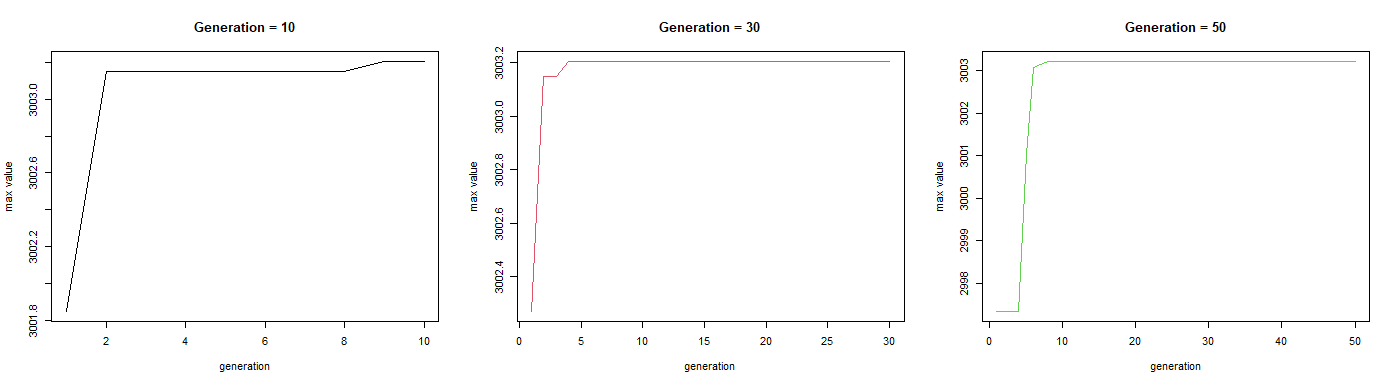 Generation = 10
max value
3003.0
3002.6
3002.2
3001.8
2 4 6 8 10
generation
Generation = 30
max value
3003.2
3003.0
3002.8
3002.6
3002.4
0 5 10 15 20 25 30
generation
Generation = 50
max value
3003
3002
3001
3000
2999
2998
0 10 20 30 40 50
generation